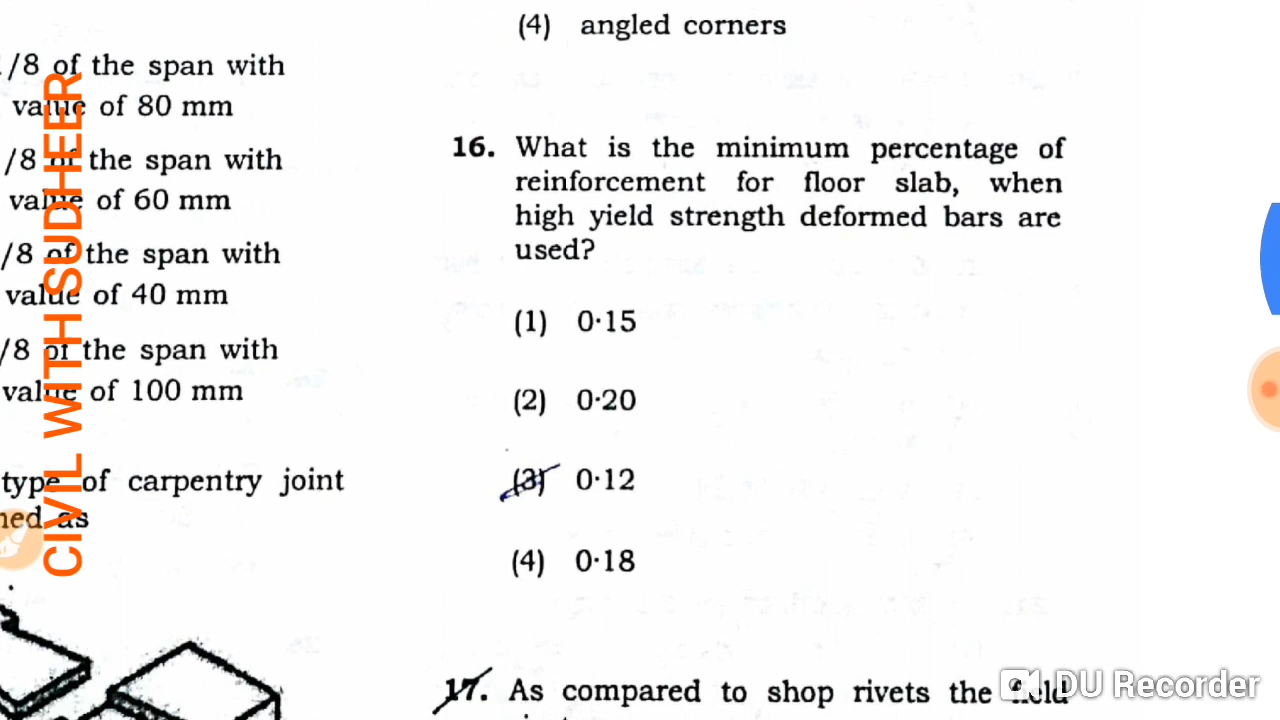 /8 of the span with
value of 80 mm
/8 of the span with
value of 60 mm
/8 of the span with
value of 40 mm
/8 of the span with
value of 100 mm
type of carpentry joint
as
CIVIL WITH SUDHEER
(4) angled corners
16. What is the minimum percentage of
reinforcement for floor slab, when
high yield strength deformed bars are
used?
(1) 0·15
(2) 0·20
(3) 0·12
(4) 0·18
17. As compared to shop rivets the field
DU Recorder